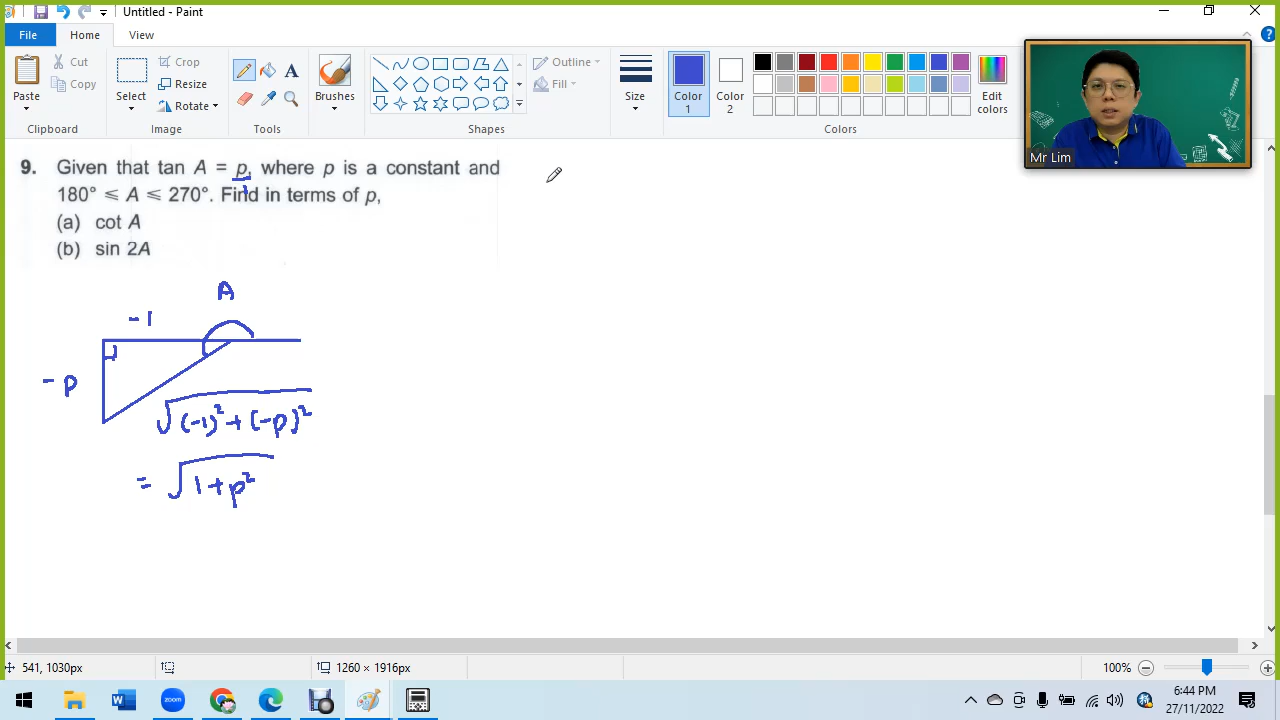 Untitled - Paint
File Home View
Paste
Cut
Copy
Clipboard
Select
Crop
Resize
Rotate
Image
A
Tools
Brushes
Outline
Fill
Shapes
Size
Color 1
Color 2
Edit colors
Colors
Mr Lim
9. Given that tan A = p, where p is a constant and
1
180° ⩽ A ⩽ 270°. Find in terms of p,
(a) cot A
(b) sin 2A
A
-1
-p
√(-1)²+(-p)²
= √1+p²
541, 1030px
1260 × 1916px
100%
W
zoom
6:44 PM
27/11/2022